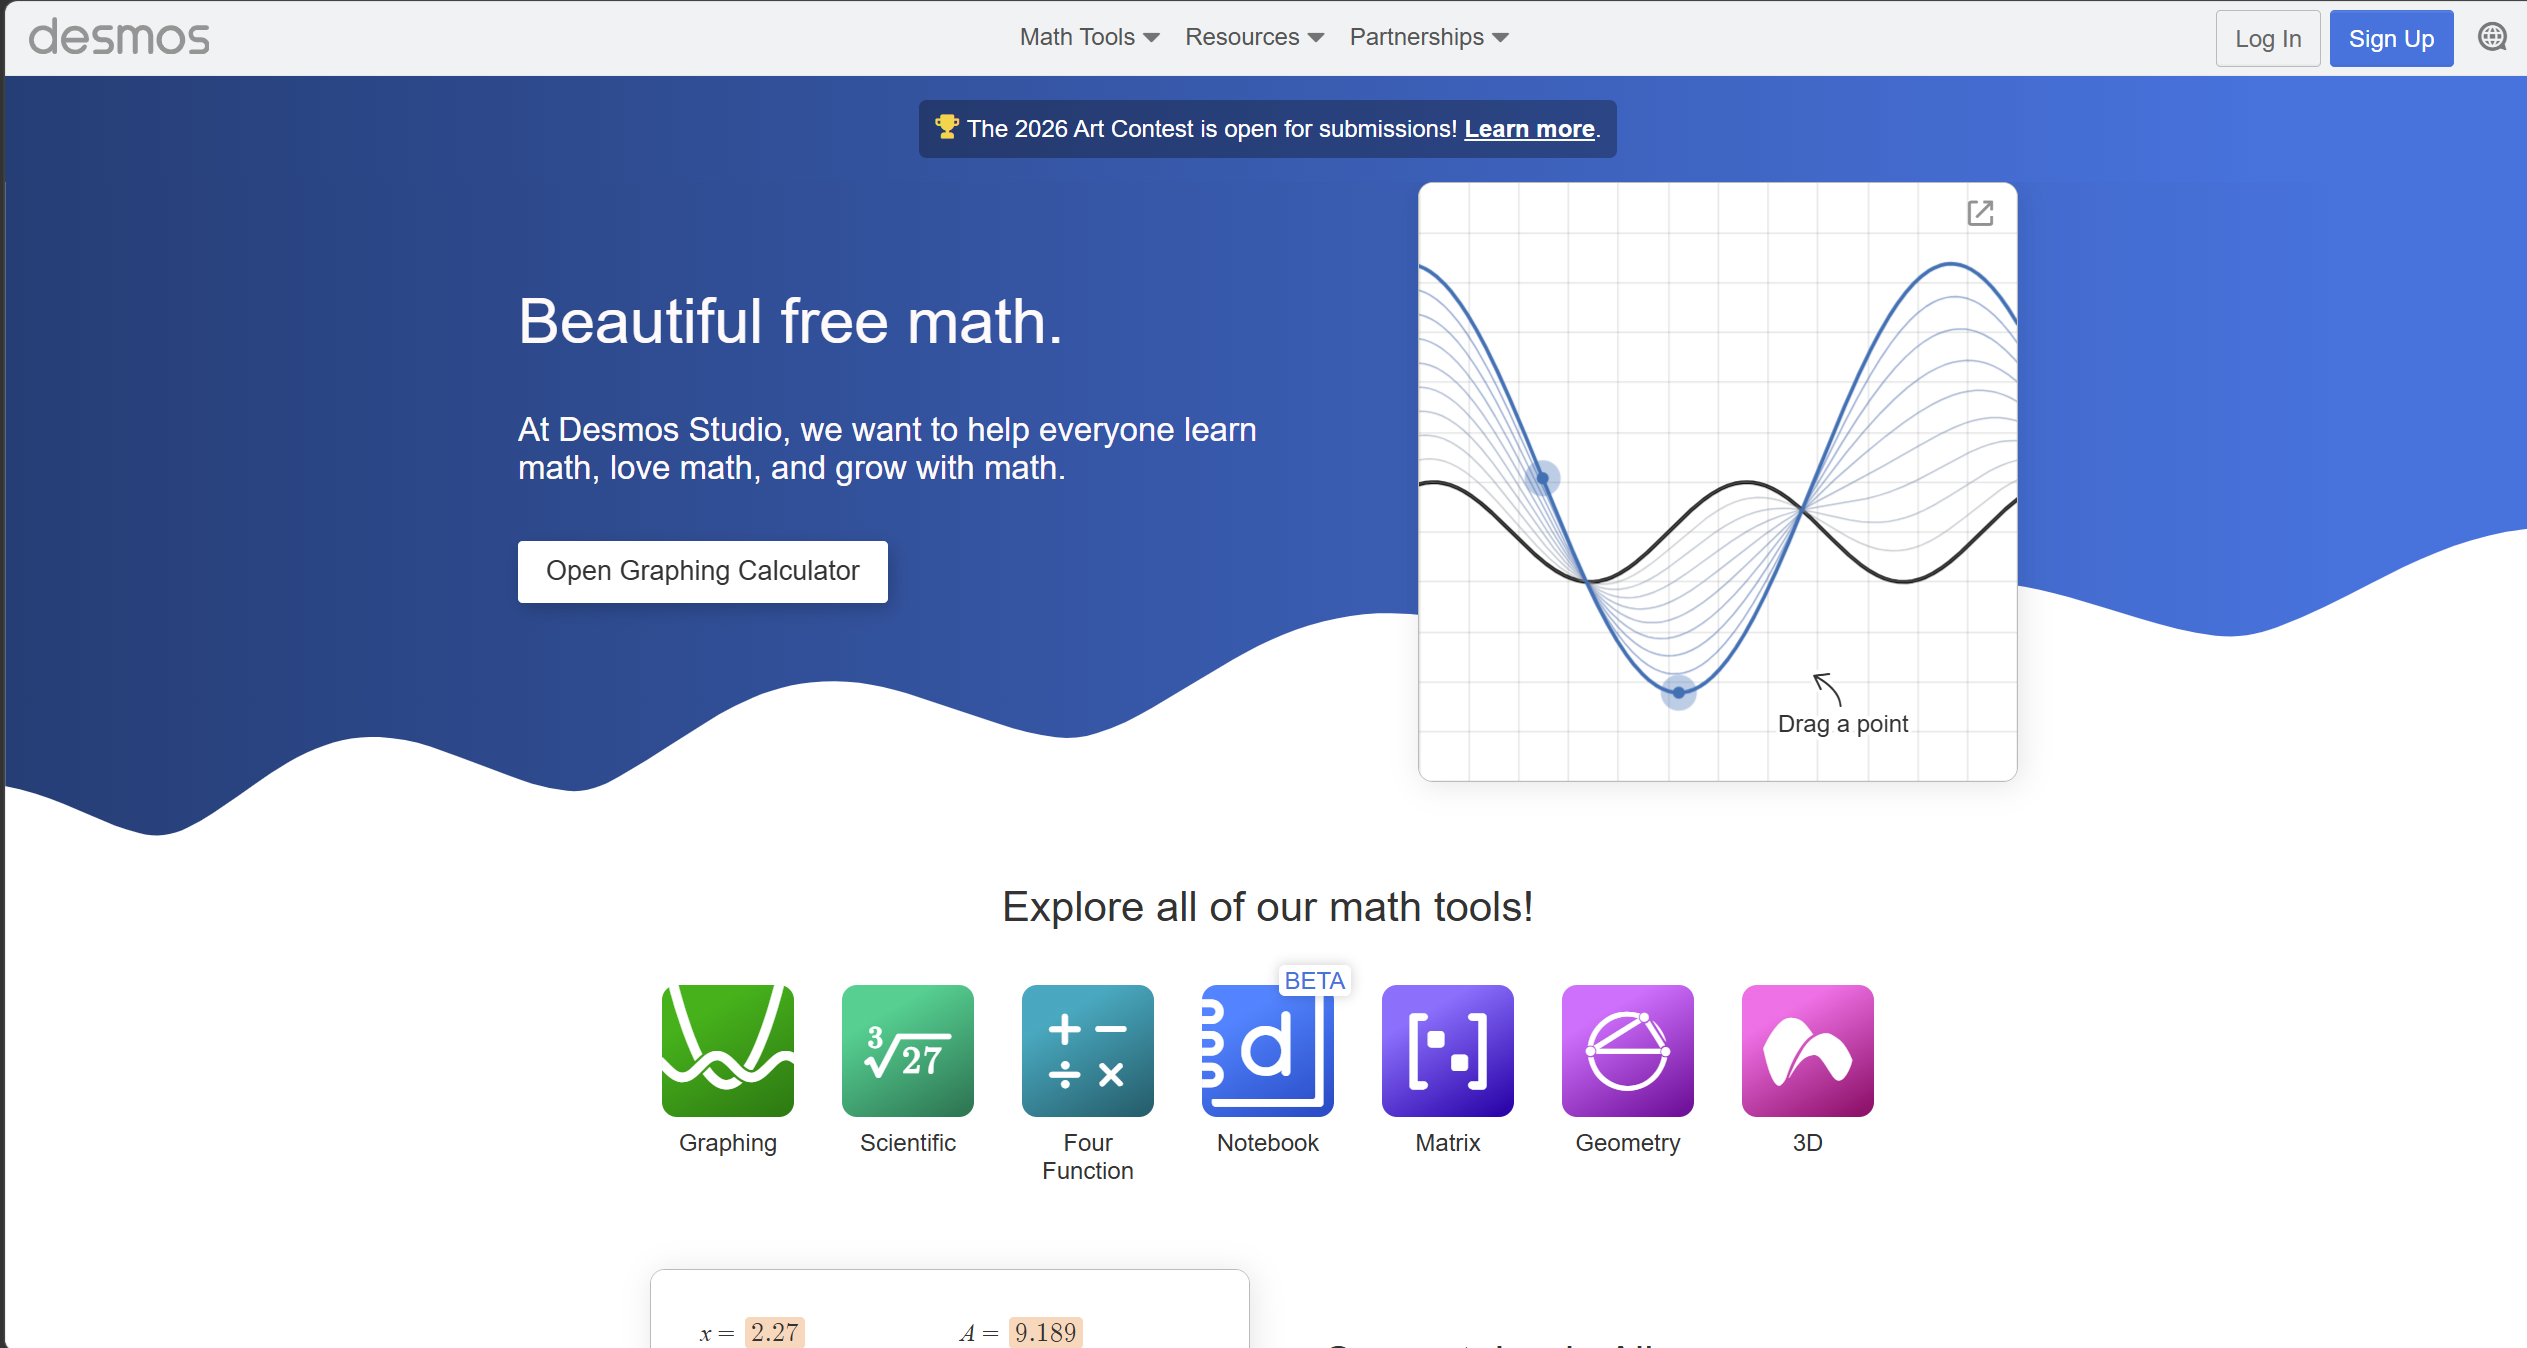 desmos
Math Tools
Resources
Partnerships
Log In
Sign Up
The 2026 Art Contest is open for submissions! Learn more.
Beautiful free math.
At Desmos Studio, we want to help everyone learn
math, love math, and grow with math.
Open Graphing Calculator
Drag a point
Explore all of our math tools!
BETA
3√27
+ −
÷ ×
d
[ ]
Graphing
Scientific
Four
Function
Notebook
Matrix
Geometry
3D
x = 2.27
A = 9.189